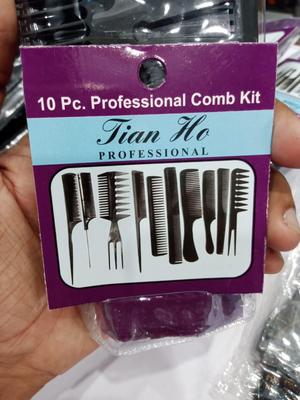 10 Pc. Professional Comb Kit
Tian Ho
PROFESSIONAL